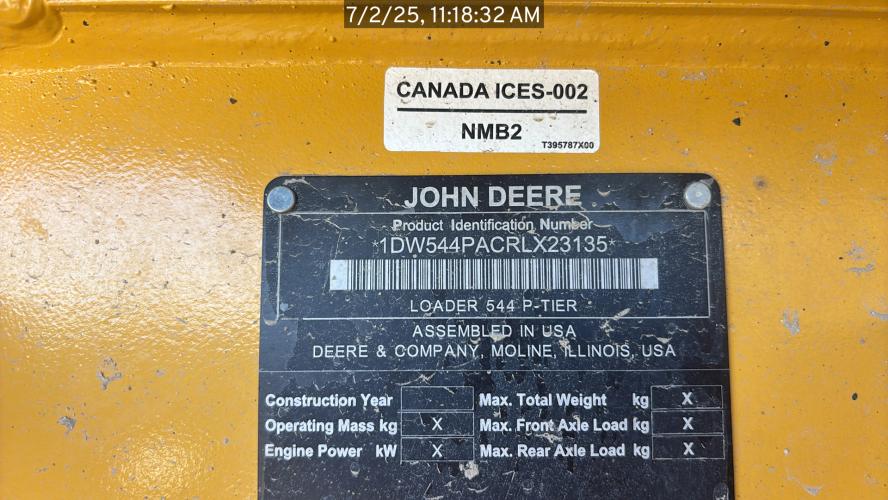 7/2/25, 11:18:32 AM
CANADA ICES-002
NMB2
T395787X00
JOHN DEERE
Product Identification Number
*1DW544PACRLX23135*
LOADER 544 P-TIER
ASSEMBLED IN USA
DEERE & COMPANY, MOLINE, ILLINOIS, USA
Construction Year Max. Total Weight kg X
Operating Mass kg X Max. Front Axle Load kg X
Engine Power kW X Max. Rear Axle Load kg X